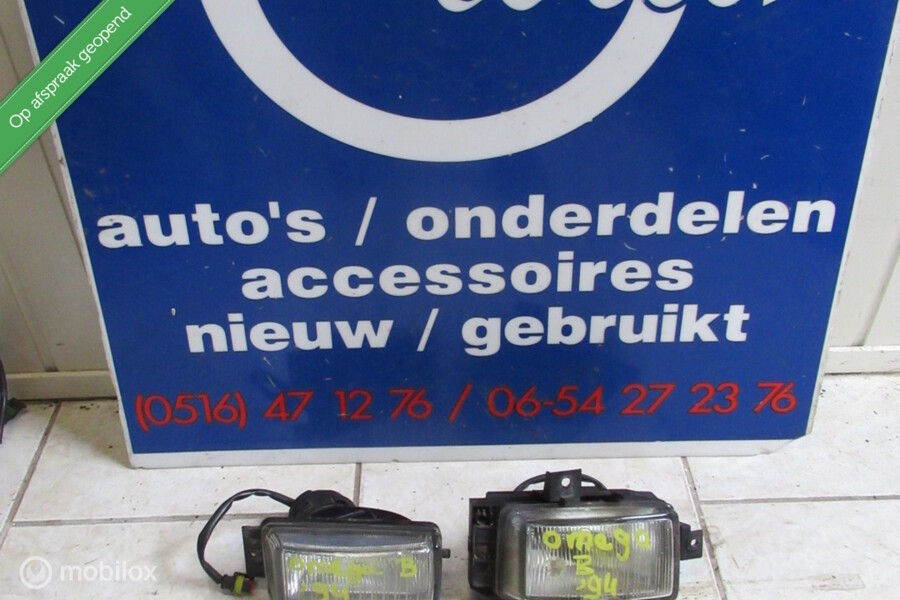 Op afspraak geopend
auto's / onderdelen
accessoires
nieuw / gebruikt
(0516) 47 12 76 / 06-54 27 23 76
omega B
94
omega
B
94
mobilox